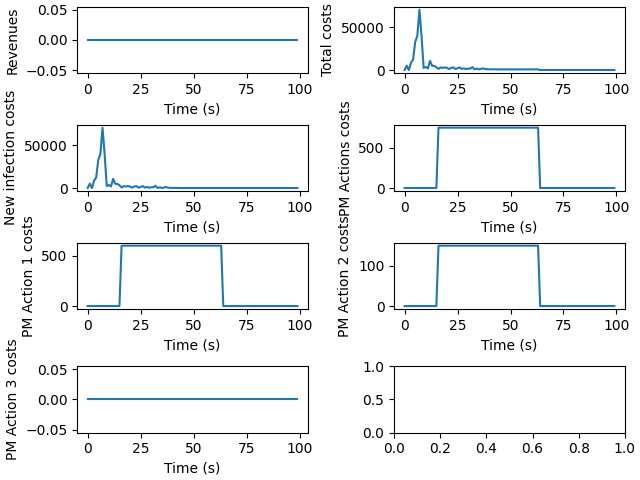 Revenues
0.05
0.00
−0.05
0 25 50 75 100
Time (s)
Total costs
50000
0
0 25 50 75 100
Time (s)
New infection costs
50000
0
0 25 50 75 100
Time (s)
PM Actions costs
500
0
0 25 50 75 100
Time (s)
PM Action 1 costs
500
0
0 25 50 75 100
Time (s)
PM Action 2 costs
100
0
0 25 50 75 100
Time (s)
PM Action 3 costs
0.05
0.00
−0.05
0 25 50 75 100
Time (s)
1.0
0.5
0.0
0.0 0.2 0.4 0.6 0.8 1.0